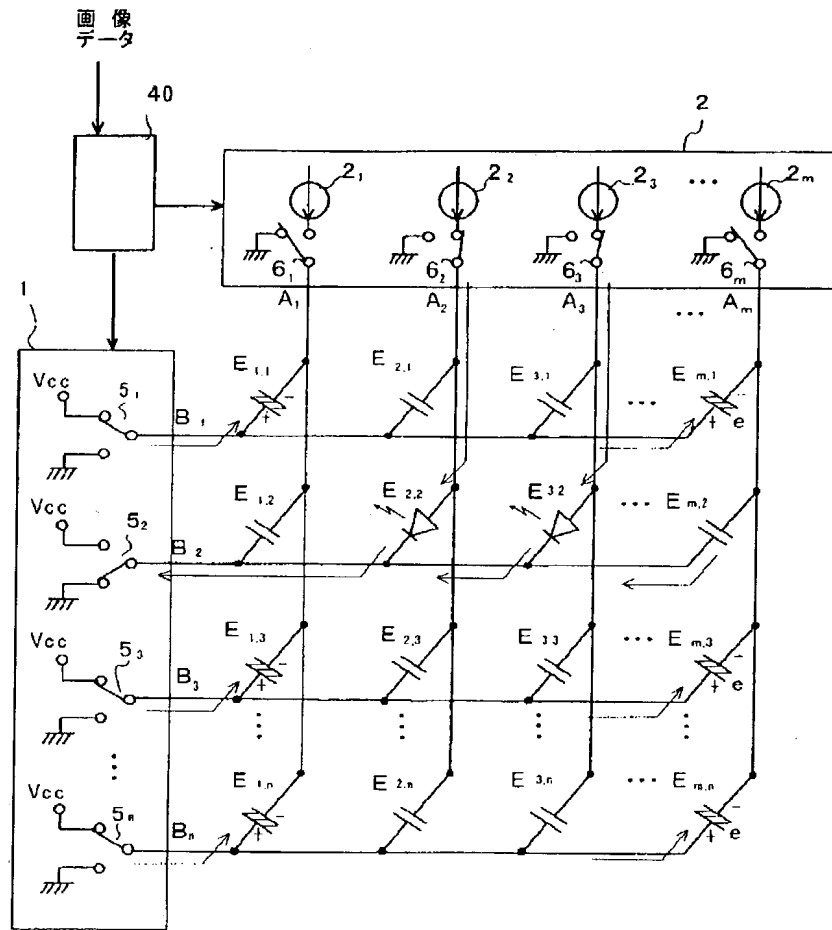 画像
データ
40
2
2₁ 2₂ 2₃ ... 2m
6₁ 6₂ 6₃ 6m
A₁ A₂ A₃ ... Am
1
Vcc 5₁ B₁ E₁,₁ + - E₂,₁ E₃,₁ ... Em,₁ + - e
Vcc 5₂ B₂ E₁,₂ E₂,₂ E₃₂ ... Em,₂
Vcc 5₃ B₃ E₁,₃ + - E₂,₃ E₃,₃ ... Em,₃ + - e
Vcc 5n Bn E₁,n + - E₂,n E₃,n ... Em,n + - e